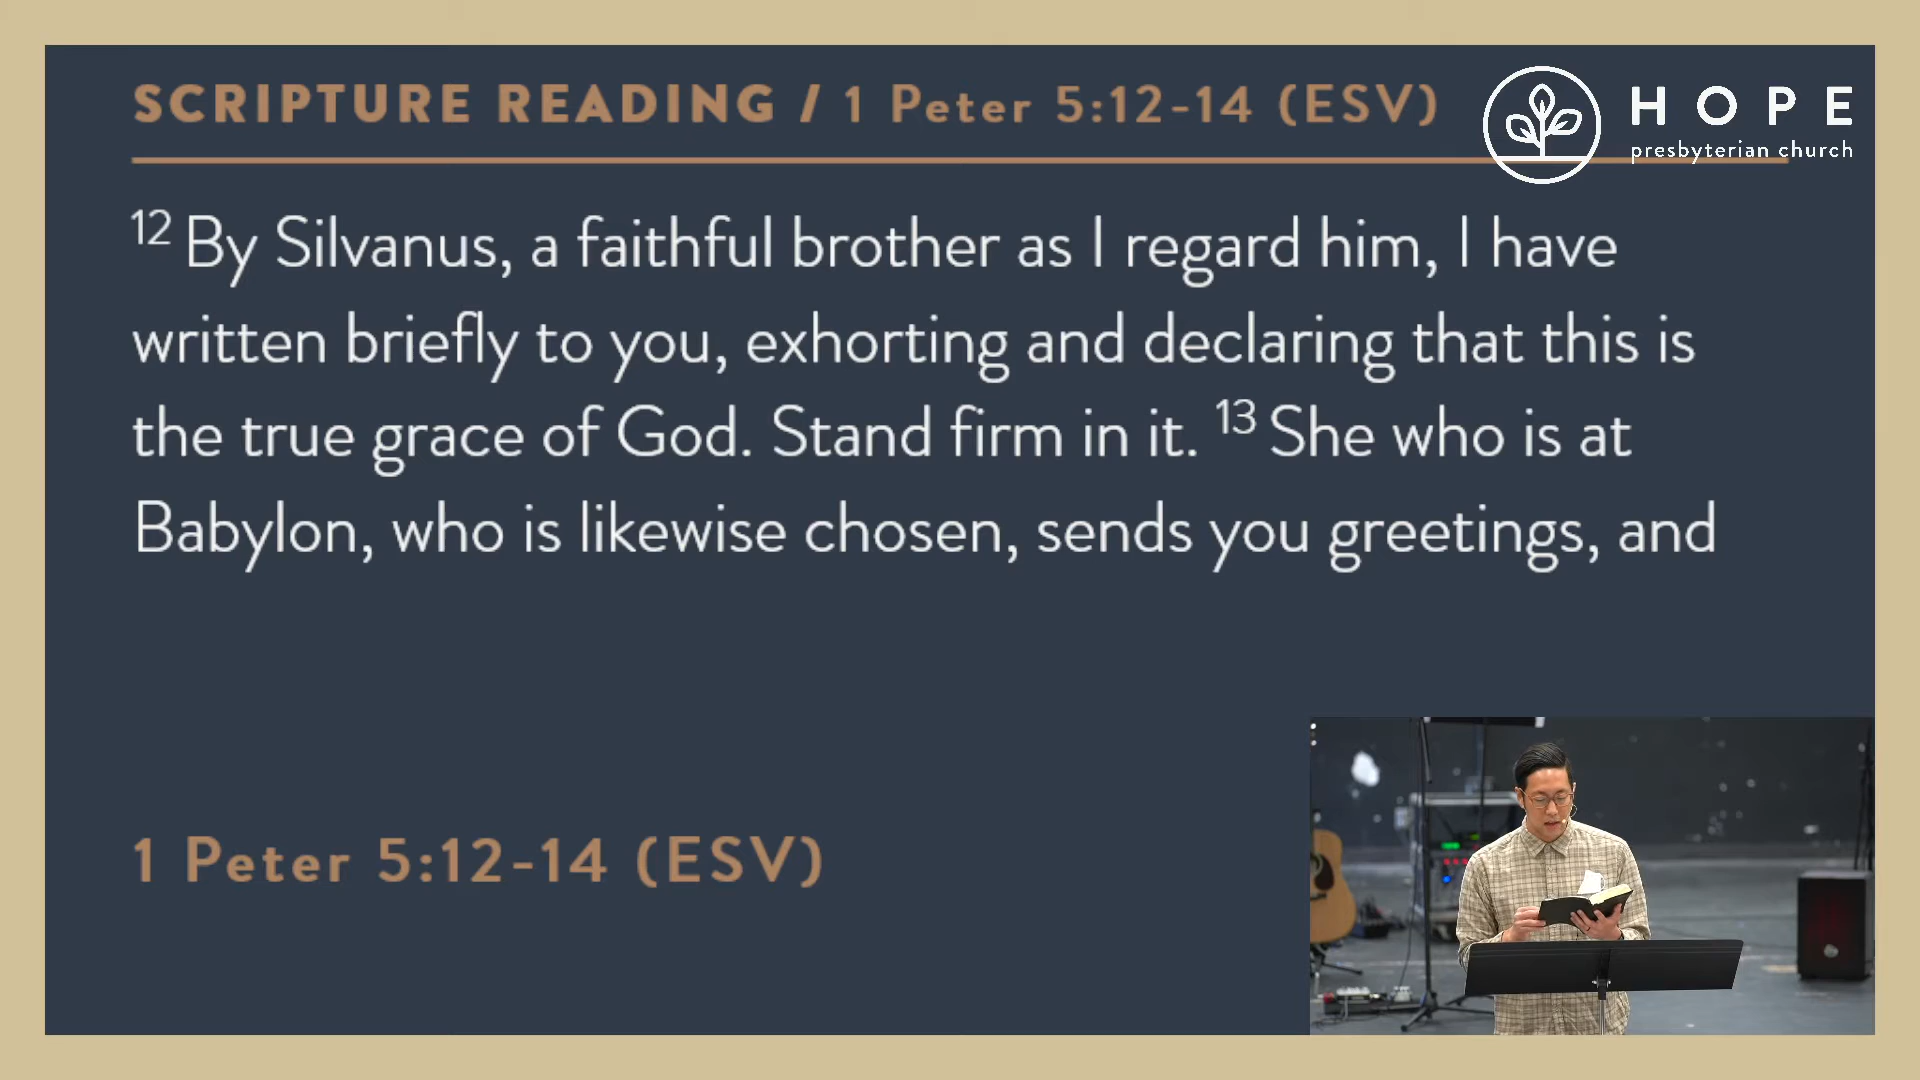 SCRIPTURE READING / 1 Peter 5:12-14 (ESV)
HOPE
presbyterian church
12 By Silvanus, a faithful brother as I regard him, I have
written briefly to you, exhorting and declaring that this is
the true grace of God. Stand firm in it. 13 She who is at
Babylon, who is likewise chosen, sends you greetings, and
1 Peter 5:12-14 (ESV)